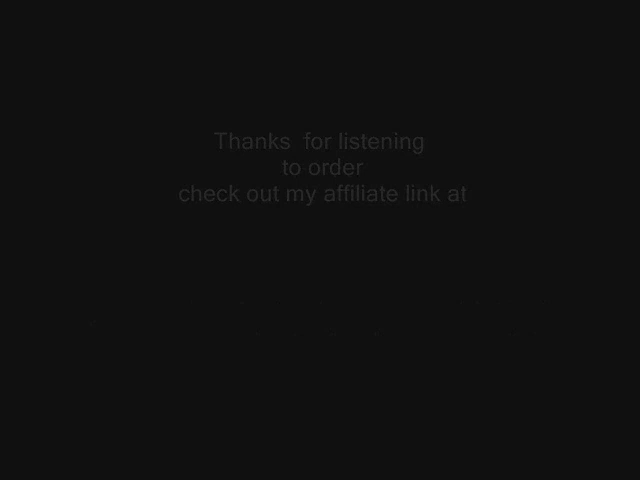 Thanks  for listening
to order
check out my affiliate link at